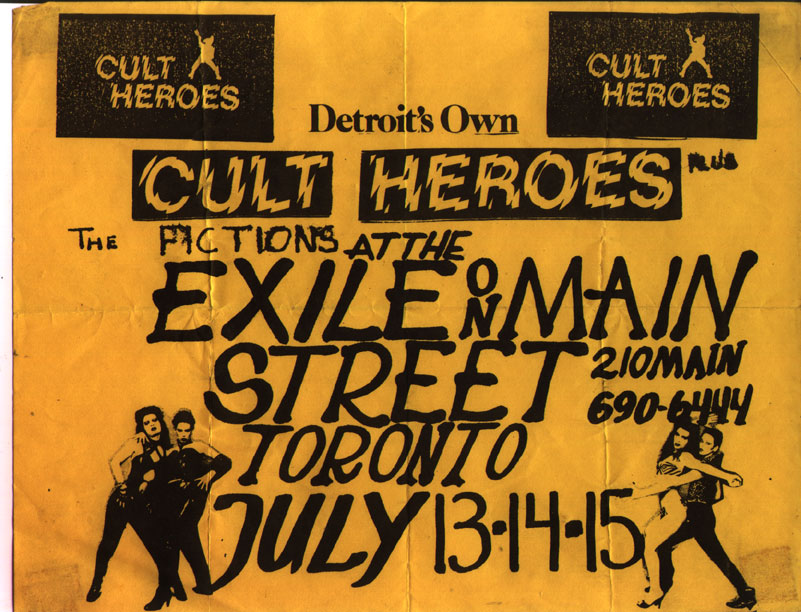 CULT
HEROES
CULT
HEROES
Detroit's Own
CULT HEROES PLUS
THE FICTIONS AT THE
EXILE ON MAIN
STREET 210 MAIN
690-6444
TORONTO
JULY 13·14·15